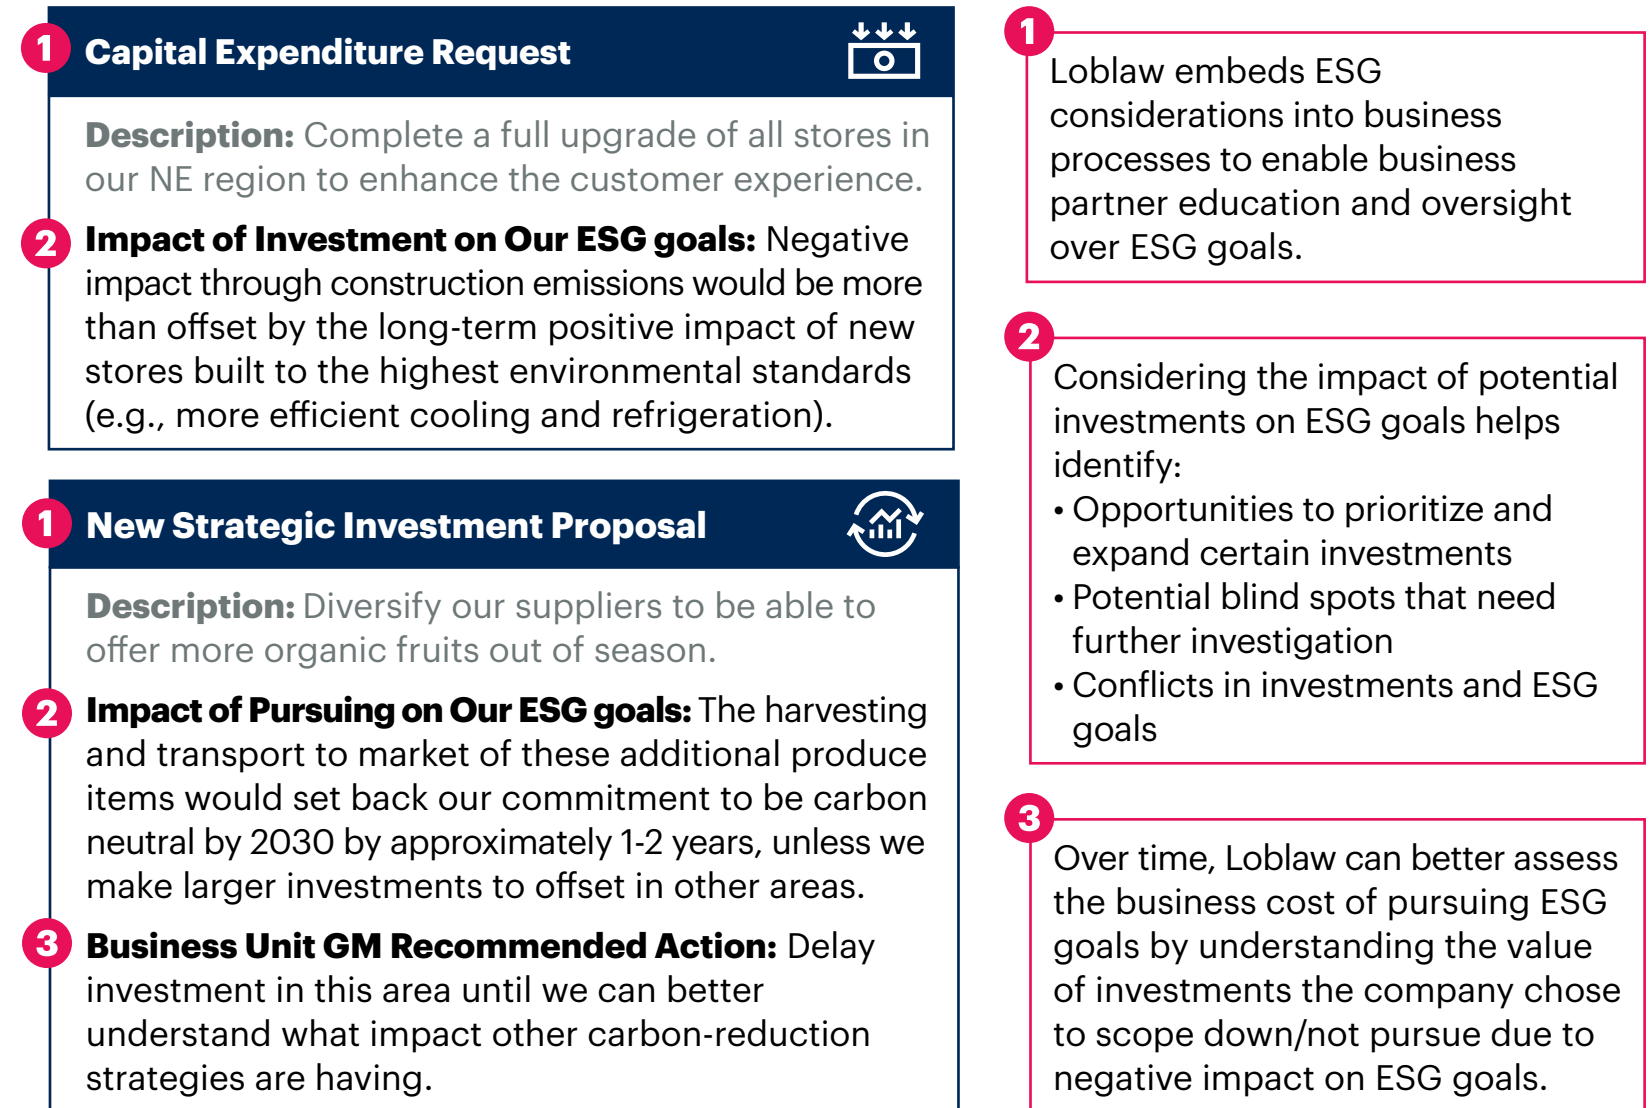 1 Capital Expenditure Request
Description: Complete a full upgrade of all stores in
our NE region to enhance the customer experience.
2 Impact of Investment on Our ESG goals: Negative
impact through construction emissions would be more
than offset by the long-term positive impact of new
stores built to the highest environmental standards
(e.g., more efficient cooling and refrigeration).
1 New Strategic Investment Proposal
Description: Diversify our suppliers to be able to
offer more organic fruits out of season.
2 Impact of Pursuing on Our ESG goals: The harvesting
and transport to market of these additional produce
items would set back our commitment to be carbon
neutral by 2030 by approximately 1-2 years, unless we
make larger investments to offset in other areas.
3 Business Unit GM Recommended Action: Delay
investment in this area until we can better
understand what impact other carbon-reduction
strategies are having.
1
Loblaw embeds ESG
considerations into business
processes to enable business
partner education and oversight
over ESG goals.
2
Considering the impact of potential
investments on ESG goals helps
identify:
• Opportunities to prioritize and
expand certain investments
• Potential blind spots that need
further investigation
• Conflicts in investments and ESG
goals
3
Over time, Loblaw can better assess
the business cost of pursuing ESG
goals by understanding the value
of investments the company chose
to scope down/not pursue due to
negative impact on ESG goals.